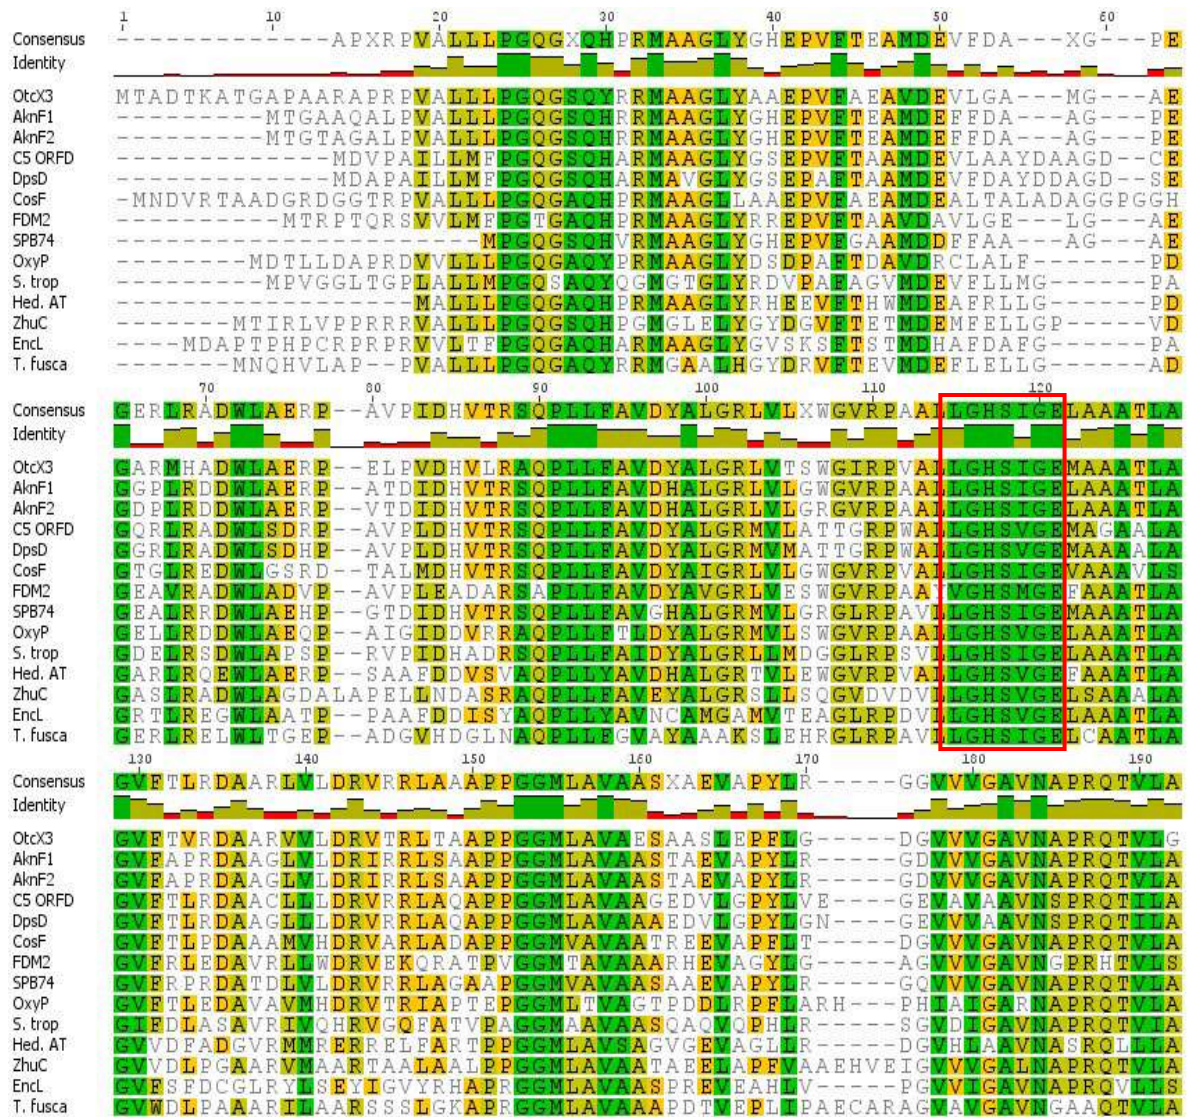 1 10 20 30 40 50 60
Consensus -------------APXRPVALLLPGQGXQHPRMAAGLYGHEPVFTEAMDEVFDA---XG---PE
Identity
OtcX3 MTADTKATGAPAARAPRPVALLLPGQGSQYRRMAAGLYAAEPVFAEAVDEVLGA---MG---AE
AknF1 ---------MTGAAQALPVALLLPGQGSQHRRMAAGLYGHEPVFTEAMDEFFDA---AG---PE
AknF2 ---------MTGTAGALPVALLLPGQGSQHRRMAAGLYGHEPVFTEAMDEFFDA---AG---PE
C5 ORFD -------------MDVPAILLMFPGQGSQHARMAAGLYGSEPVFTAAMDEVLAAYDAAGD--CE
DpsD -------------MDAPAILLMFPGQGSQHARMAVGLYGSEPAFTAAMDEVFDAYDDAGD--SE
CosF -MNDVRTAADGRDGGTRPVALLLPGQGAQHARMAAGLLAAEPVFAEAMDEALTALADAGGPGGH
FDM2 ----------MTRPTQRSVVLMFPGTGAQHPRMAAGLYRREPVFTAAVDAVLGE---LG---AE
SPB74 ----------------------MPGQGSQHVRMAAGLYGHEPVFGAAMDDFFAA---AG---AE
OxyP --------MDTLLDAPRDVVLLLPGQGAQYPRMAAGLYDSDPAFTDAVDRCLALF------PD
S. trop ---------MPVGGLTGPLALLMPGQSAQYQGMGTGLYRDVPAFAGVMDEVFLLMG-----PA
Hed. AT ------------------MALLLPGQGAQHPRMAAGLYRHEEVFTHWMDEAFRLLG-----PD
ZhuC -------MTIRLVPPRRRVALLLPGQGSQHPGMGLELYGYDGVFTETMDEMFELLGP-----VD
EncL ----MDAPTPHPCRPRPRVVLTFPGQGAQHARMAAGLYGVSKSFTSTMDHAFDAFG-----PA
T. fusca ---------MNQHVLAP--PVALLLPGQGAQYRRMGAALHGYDRVFTEVMDEFLELLG-----AD
70 80 90 100 110 120
Consensus GERLRADWLAERP--AVPIDHVTRSQPLLFAVDYALGRLVLXWGVRPAALLGHSIGELAAATLA
Identity
OtcX3 GARMHADWLAERP--ELPVDHVLRAQPLLFAVDYALGRLVTSWGIRPVALLGHSIGEMAAATLA
AknF1 GGPLRDDWLAERP--ATDIDHVTRSQPLLFAVDHALGRLVLGWGVRPAALLGHSIGELAAATLA
AknF2 GDPLRDDWLAERP--VTDIDHVTRSQPLLFAVDHALGRLVLGRGVRPAALLGHSIGELAAATLA
C5 ORFD GQRLRADWLSDRP--AVPLDHVTRSQPLLFAVDYALGRMVLATTGRPWALLGHSVGEMAGAALA
DpsD GGRLRADWLSDHP--AVPLDHVTRSQPLLFAVDYALGRMVMATTGRPWALLGHSVGEMAAAALA
CosF GTGLREDWLGSRD--TALMDHVTRSQPLLFAVDYAIGRLVLGWGVRPVALLGHSIGEVAAAVLS
FDM2 GEAVRADWLADVP--AVPLEADARSAPLLFAVDYAVGRLVESWGVRPAATVGHSMGEFAAATLA
SPB74 GEALRRDWLAEHP--GTDIDHVTRSQPLLFAVGHALGRMVLGRGLRPAVLLGHSIGEMAAATLA
OxyP GELLRDDWLAEQP--AIGIDDVRRAQPLLFTLDYALGRMVLSWGVRPAALLGHSVGELAAATLA
S. trop GDELRSDWLAPSP--RVPIDHADRSQPLLFAIDYALGRLLMDGGLRPSVLLGHSIGELAAATLA
Hed. AT GARLRQEWLAERP--SAAFDDVSVAQPLLYAVDHALGRTVLEWGVRPVALLGHSVGEFAAATLA
ZhuC GASLRADWLAGDALAPELLNDASRAQPLLFAVEYALGRSLLSQGVDVDVLLGHSVGELSAAALA
EncL GRTLREGWLAATP--PAAFDDISYAQPLLYAVNCAMGAMVTEAGLRPDVLLGHSVGELAAATLA
T. fusca GERLRELWLTGEP--ADGVHDGLNAQPLLFGVAYAAAKSLEHRGLRPAVLLGHSIGELCAATLA
130 140 150 160 170 180 190
Consensus GVFTLRDAARLVLDRVRRLAAAPPGGMLAVAASXAEVAPYLR-----GGVVVGAVNAPRQTVLA
Identity
OtcX3 GVFTVRDAARVVLDRVTRLTAAPPGGMLAVAESAASLEPFLG-----DGVVVGAVNAPRQTVLG
AknF1 GVFAPRDAAGLVLDRIRRLSAAPPGGMLAVAASTAEVAPYLR-----GDVVVGAVNAPRQTVLA
AknF2 GVFAPRDAAGLVLDRIRRLSAAPPGGMLAVAASTAEVAPYLR-----GDVVVGAVNAPRQTVLA
C5 ORFD GVFTLRDAACLLLDRVRRLAQAPPGGMLAVAAGEDVLGPYLVE----GEVAVAAVNSPRQTILA
DpsD GVFTLRDAAGLLLDRVRRLAQAPPGGMLAVAAAEDVLGPYLGN----GEVVVAAVNSPRQTILA
CosF GVFTLPDAAAMVHDRVARLADAPPGGMVAVAATREEVAPFLT-----DGVVVGAVNAPRQTVLA
FDM2 GVFRLEDAVRLLWDRVEKQRATPVGGMTAVAAARHEVAGYLG-----AGVVVGAVNGPRHTVLS
SPB74 GVFRPRDATDLVLDRVRRLAGAPPGGMVAVAASAAEVAPYLR-----GQVVVGAVNAPRQTVLA
OxyP GVFTLEDAVAVMHDRVTRIAPTEPGGMLTVAGTPDDLRPFLARH---PHIAIGARNAPRQTVLA
S. trop GIFDLASAVRIVQHRVGQFATVPAGGMAAVAASQAQVQPHLR-----SGVDIGAVNAPRQTVIA
Hed. AT GVVDFADGVRMMRERRELFARTPPGGMLAVSAGVGEVAGLLR-----DGVHLAAVNASRQLLLA
ZhuC GVVDLPGAARVMAARTAALAALPPGGMLAVAATAAELAPFVAAEHVEIGVVVGALNAPRQTVLA
EncL GVFSFDCGLRYLSEYIGVYRHAPRGGMLAVAASPREVEAHLV-----PGVVIGAVNAPRQVLLS
T. fusca GVWDLPAAARILAARSSSLGKAPRGGMLAVAAAPDTVEPLIPAECARAGVAVAAVNGAAQTVLA